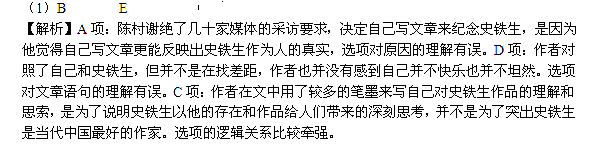 （1）B E
【解析】A 项：陈村谢绝了几十家媒体的采访要求，决定自己写文章来纪念史铁生，是因为
他觉得自己写文章更能反映出史铁生作为人的真实，选项对原因的理解有误。D 项：作者对
照了自己和史铁生，但并不是在找差距，作者也并没有感到自己并不快乐也并不坦然。选项
对文章语句的理解有误。C 项：作者在文中用了较多的笔墨来写自己对史铁生作品的理解和
思索，是为了说明史铁生以他的存在和作品给人们带来的深刻思考，并不是为了突出史铁生
是当代中国最好的作家。选项的逻辑关系比较牵强。